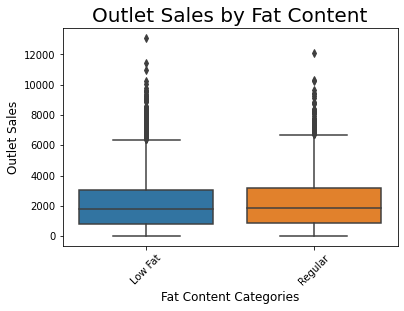 Outlet Sales by Fat Content
Outlet Sales
12000
10000
8000
6000
4000
2000
0
Low Fat
Regular
Fat Content Categories